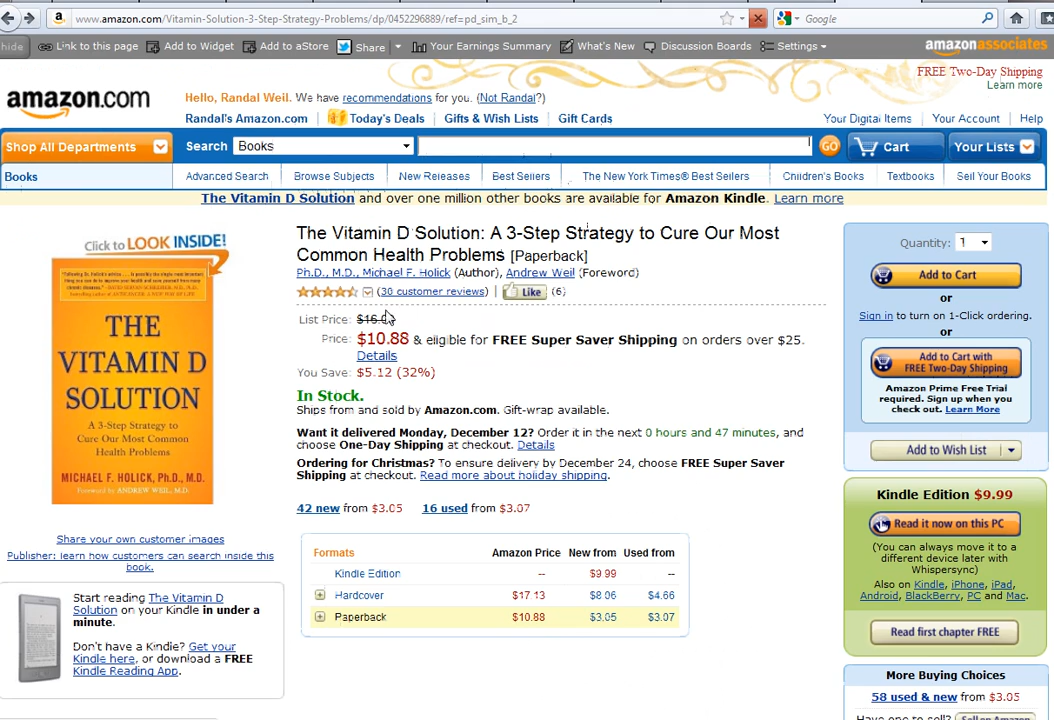 www.amazon.com/Vitamin-Solution-3-Step-Strategy-Problems/dp/0452296889/ref=pd_sim_b_2
Google
hide
Link to this page
Add to Widget
Add to aStore
Share
Your Earnings Summary
What's New
Discussion Boards
Settings
amazonassociates
FREE Two-Day Shipping
Learn more
amazon.com
Hello, Randal Weil. We have recommendations for you. (Not Randal?)
Randal's Amazon.com
Today's Deals
Gifts & Wish Lists
Gift Cards
Your Digital Items
Your Account
Help
Shop All Departments
Search
Books
GO
Cart
Your Lists
Books
Advanced Search
Browse Subjects
New Releases
Best Sellers
The New York Times® Best Sellers
Children's Books
Textbooks
Sell Your Books
The Vitamin D Solution and over one million other books are available for Amazon Kindle. Learn more
Click to LOOK INSIDE!
THE
VITAMIN D
SOLUTION
A 3-Step Strategy to
Cure Our Most Common
Health Problems
MICHAEL F. HOLICK, Ph.D., M.D.
Foreword by ANDREW WEIL, M.D.
Share your own customer images
Publisher: learn how customers can search inside this
book.
Start reading The Vitamin D
Solution on your Kindle in under a
minute.
Don't have a Kindle? Get your
Kindle here, or download a FREE
Kindle Reading App.
The Vitamin D Solution: A 3-Step Strategy to Cure Our Most
Common Health Problems [Paperback]
Ph.D., M.D., Michael F. Holick (Author), Andrew Weil (Foreword)
(30 customer reviews) | Like (6)
List Price:
Price: $10.88 & eligible for FREE Super Saver Shipping on orders over $25.
Details
You Save: $5.12 (32%)
In Stock.
Ships from and sold by Amazon.com. Gift-wrap available.
Want it delivered Monday, December 12? Order it in the next 0 hours and 47 minutes, and
choose One-Day Shipping at checkout. Details
Ordering for Christmas? To ensure delivery by December 24, choose FREE Super Saver
Shipping at checkout. Read more about holiday shipping.
42 new from $3.05 16 used from $3.07
Formats Amazon Price New from Used from
Kindle Edition -- $9.99 --
Hardcover $17.13 $8.06 $4.66
Paperback $10.88 $3.05 $3.07
Quantity: 1
Add to Cart
or
Sign in to turn on 1-Click ordering.
or
Add to Cart with
FREE Two-Day Shipping
Amazon Prime Free Trial
required. Sign up when you
check out. Learn More
Add to Wish List
Kindle Edition $9.99
Read it now on this PC
(You can always move it to a
different device later with
Whispersync)
Also on Kindle, iPhone, iPad,
Android, BlackBerry, PC and Mac.
Read first chapter FREE
More Buying Choices
58 used & new from $3.05
Have one to sell? Sell on Amazon